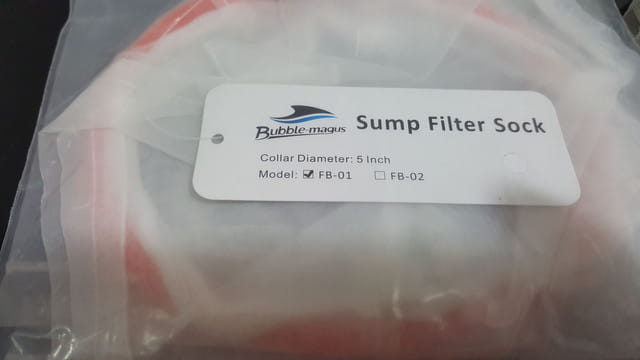 Bubble-magus Sump Filter Sock
Collar Diameter: 5 Inch
Model: ☑ FB-01 ☐ FB-02